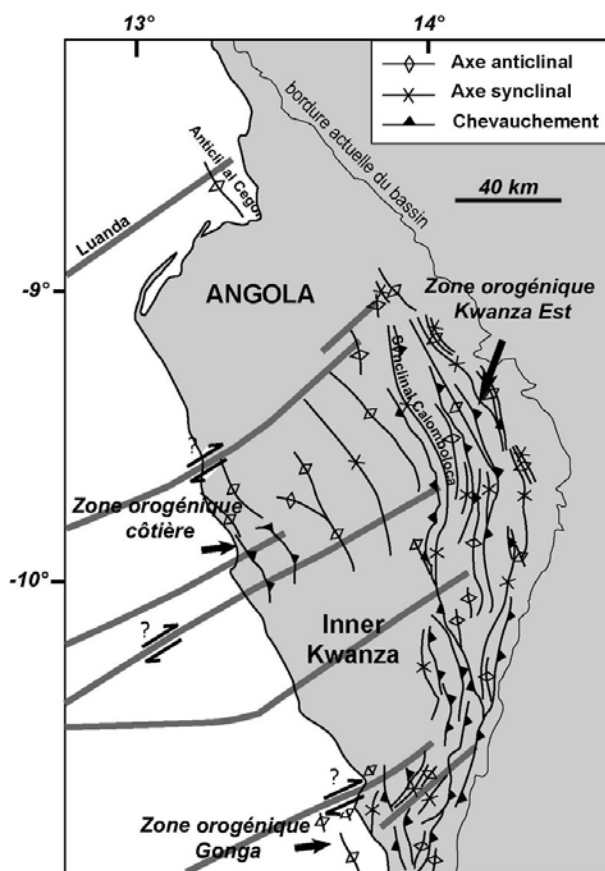 13°
14°
Axe anticlinal
Axe synclinal
Chevauchement
40 km
bordure actuelle du bassin
Anticlinal Cegonha
Luanda
-9°
ANGOLA
Zone orogénique
Kwanza Est
Synclinal Calomboloca
?
Zone orogénique
côtière
-10°
?
Inner
Kwanza
?
Zone orogénique
Gonga